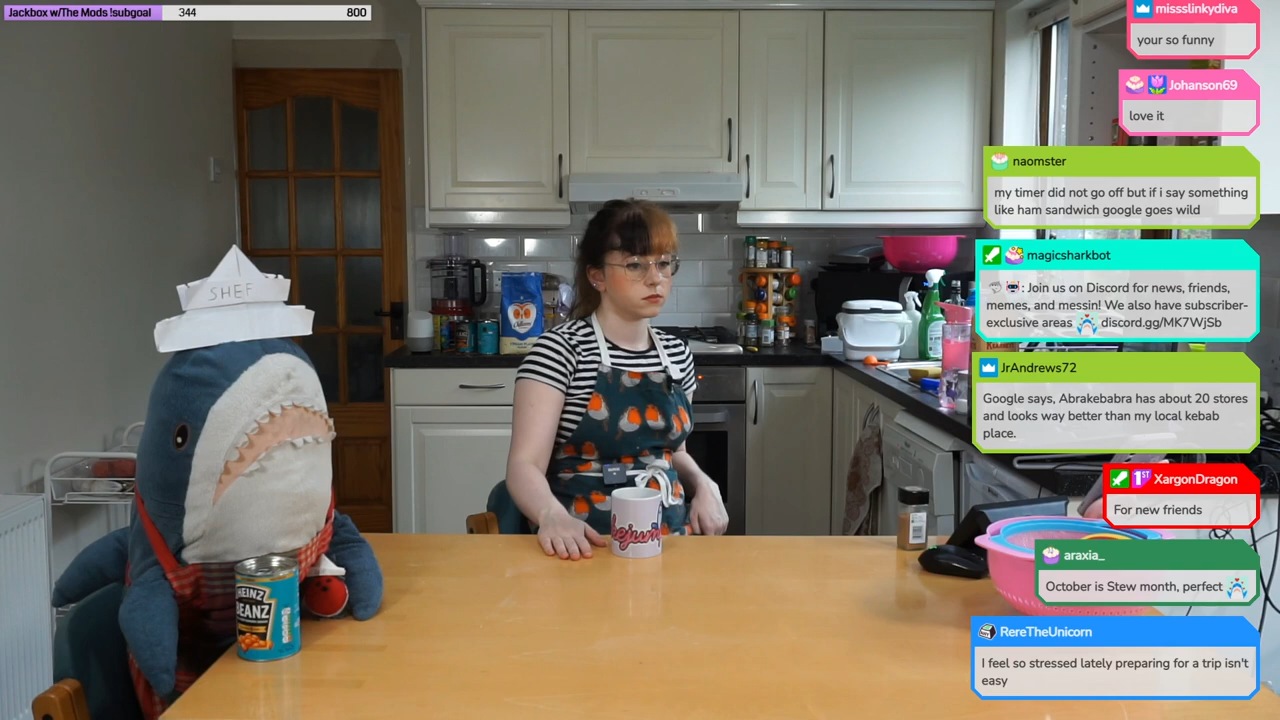 Jackbox w/The Mods !subgoal 344 800
missslinkydiva
your so funny
Johanson69
love it
naomster
my timer did not go off but if i say something
like ham sandwich google goes wild
magicsharkbot
: Join us on Discord for news, friends,
memes, and messin! We also have subscriber-
exclusive areas discord.gg/MK7WJSb
JrAndrews72
Google says, Abrakebabra has about 20 stores
and looks way better than my local kebab
place.
1ST XargonDragon
For new friends
araxia_
October is Stew month, perfect
RereTheUnicorn
I feel so stressed lately preparing for a trip isn't
easy
SHEF
HEINZ
BEANZ